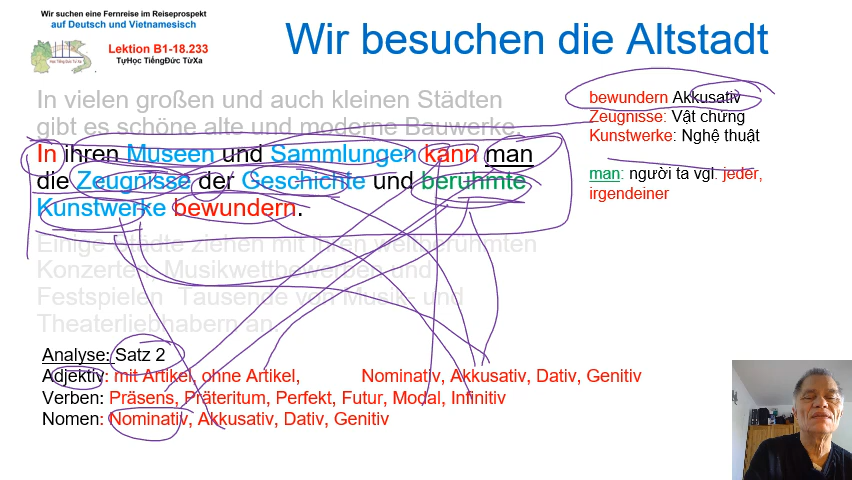 Wir suchen eine Fernreise im Reiseprospekt
auf Deutsch und Vietnamesisch
Lektion B1-18.233
TựHọc TiếngĐức TừXa
Wir besuchen die Altstadt
In vielen großen und auch kleinen Städten
gibt es schöne alte und moderne Bauwerke.
In ihren Museen und Sammlungen kann man
die Zeugnisse der Geschichte und berühmte
Kunstwerke bewundern.
Einige Städte ziehen mit ihren weltberühmten
Konzerten, Musikwettbewerben und
Festspielen Tausende von Musik- und
Theaterliebhabern an.
bewundern Akkusativ
Zeugnisse: Vật chứng
Kunstwerke: Nghệ thuật
man: người ta vgl. jeder,
irgendeiner
Analyse: Satz 2
Adjektiv: mit Artikel, ohne Artikel, Nominativ, Akkusativ, Dativ, Genitiv
Verben: Präsens, Präteritum, Perfekt, Futur, Modal, Infinitiv
Nomen: Nominativ, Akkusativ, Dativ, Genitiv